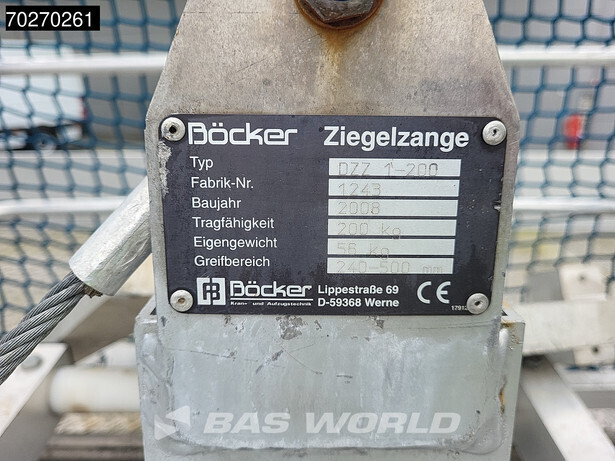 70270261
Böcker Ziegelzange
Typ DZZ 1-200
Fabrik-Nr. 1243
Baujahr 2008
Tragfähigkeit 200 kg
Eigengewicht 56 kg
Greifbereich 240-500 mm
Böcker Lippestraße 69
Kran- und Aufzugstechnik D-59368 Werne
CE
BAS WORLD